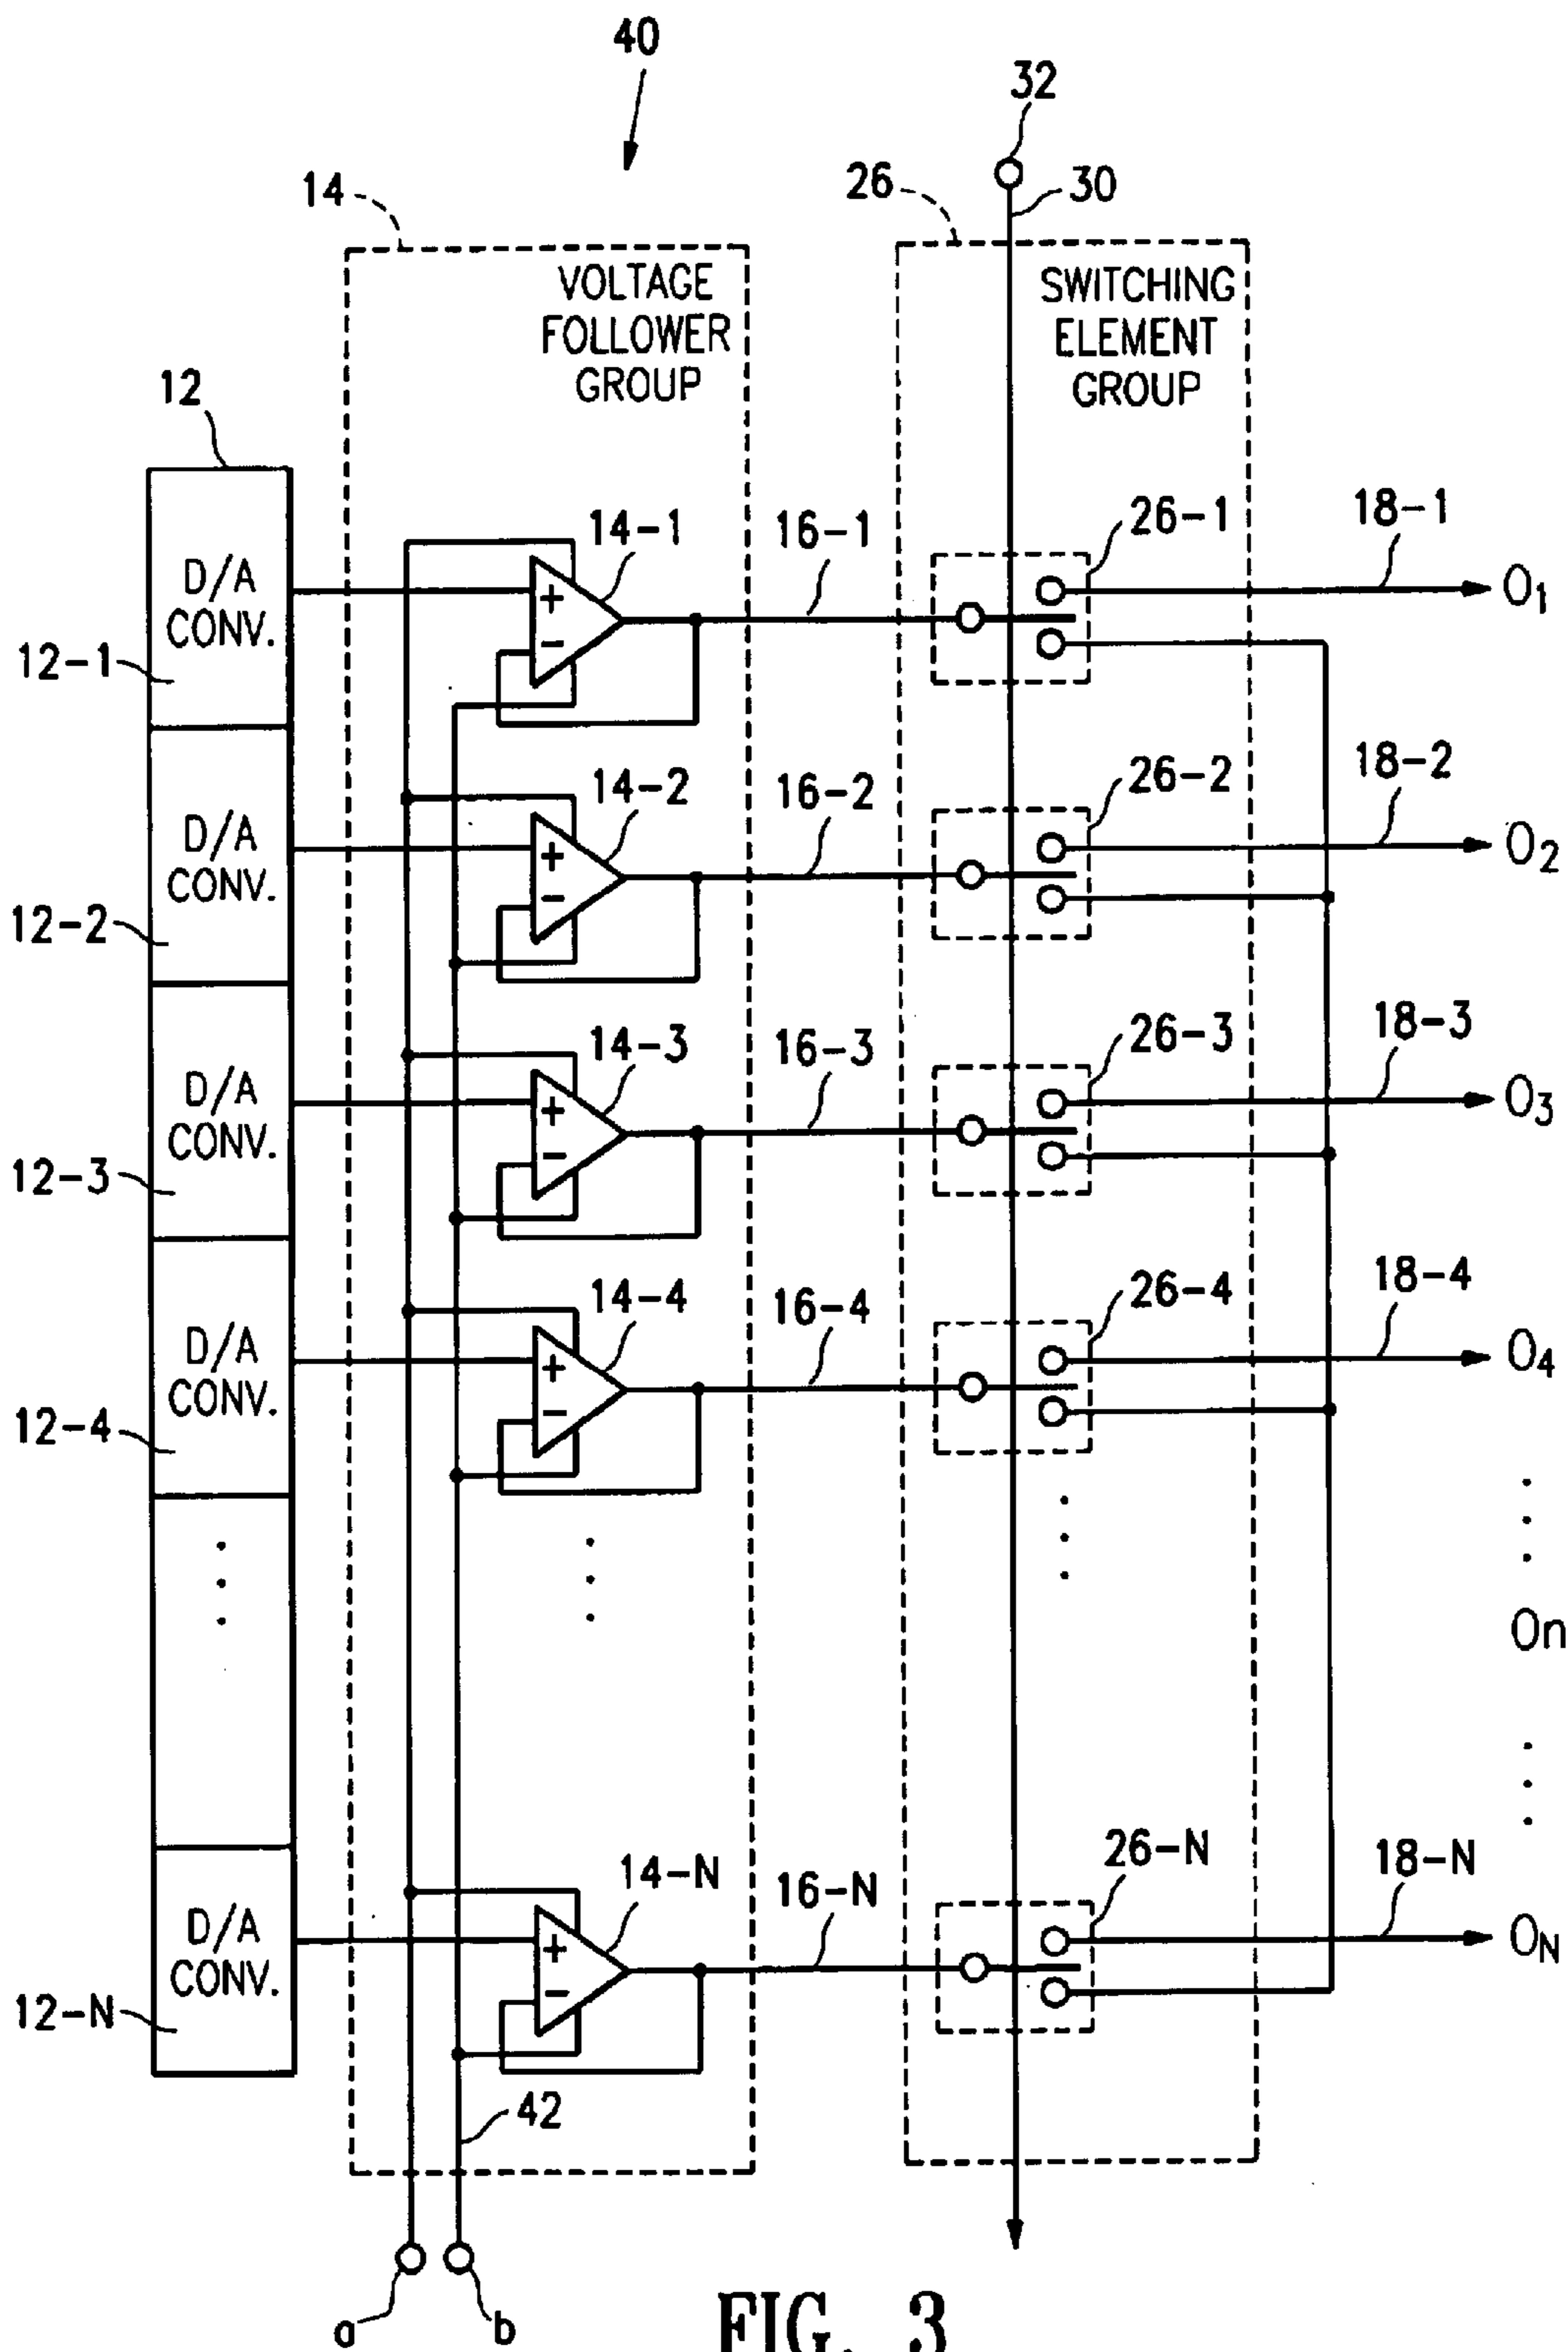 40
32
14
26
30
VOLTAGE
FOLLOWER
GROUP
SWITCHING
ELEMENT
GROUP
12
D/A
CONV.
12-1
14-1
+
−
16-1
26-1
18-1
O1
D/A
CONV.
12-2
14-2
+
−
16-2
26-2
18-2
O2
D/A
CONV.
12-3
14-3
+
−
16-3
26-3
18-3
O3
D/A
CONV.
12-4
14-4
+
−
16-4
26-4
18-4
O4
On
D/A
CONV.
12-N
14-N
+
−
16-N
26-N
18-N
ON
42
a
b
FIG. 3